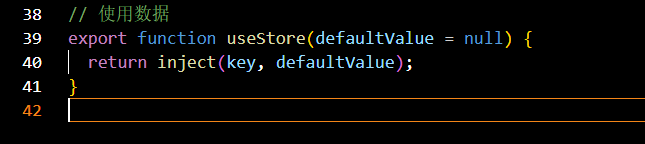 38 // 使用数据
39 export function useStore(defaultValue = null) {
40   return inject(key, defaultValue);
41 }
42